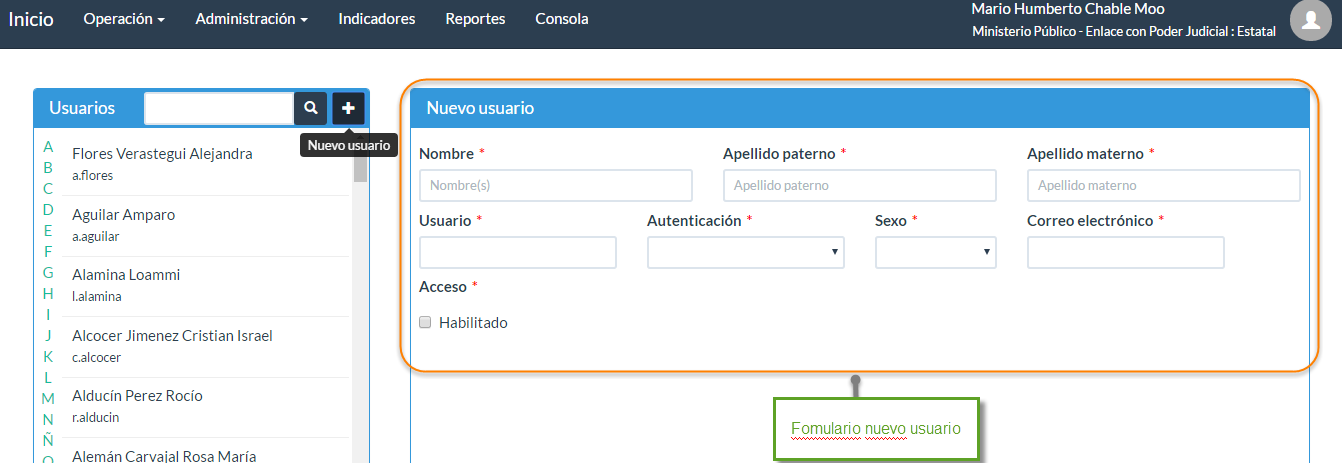 Inicio Operación Administración Indicadores Reportes Consola
Mario Humberto Chable Moo
Ministerio Público - Enlace con Poder Judicial : Estatal
Usuarios
Nuevo usuario
A
B
C
D
E
F
G
H
I
J
K
L
M
N
Ñ
O
Flores Verastegui Alejandra
a.flores
Aguilar Amparo
a.aguilar
Alamina Loammi
l.alamina
Alcocer Jimenez Cristian Israel
c.alcocer
Alducín Perez Rocío
r.alducin
Alemán Carvajal Rosa María
Nuevo usuario
Nombre * Apellido paterno * Apellido materno *
Nombre(s) Apellido paterno Apellido materno
Usuario * Autenticación * Sexo * Correo electrónico *
Acceso *
Habilitado
Fomulario nuevo usuario